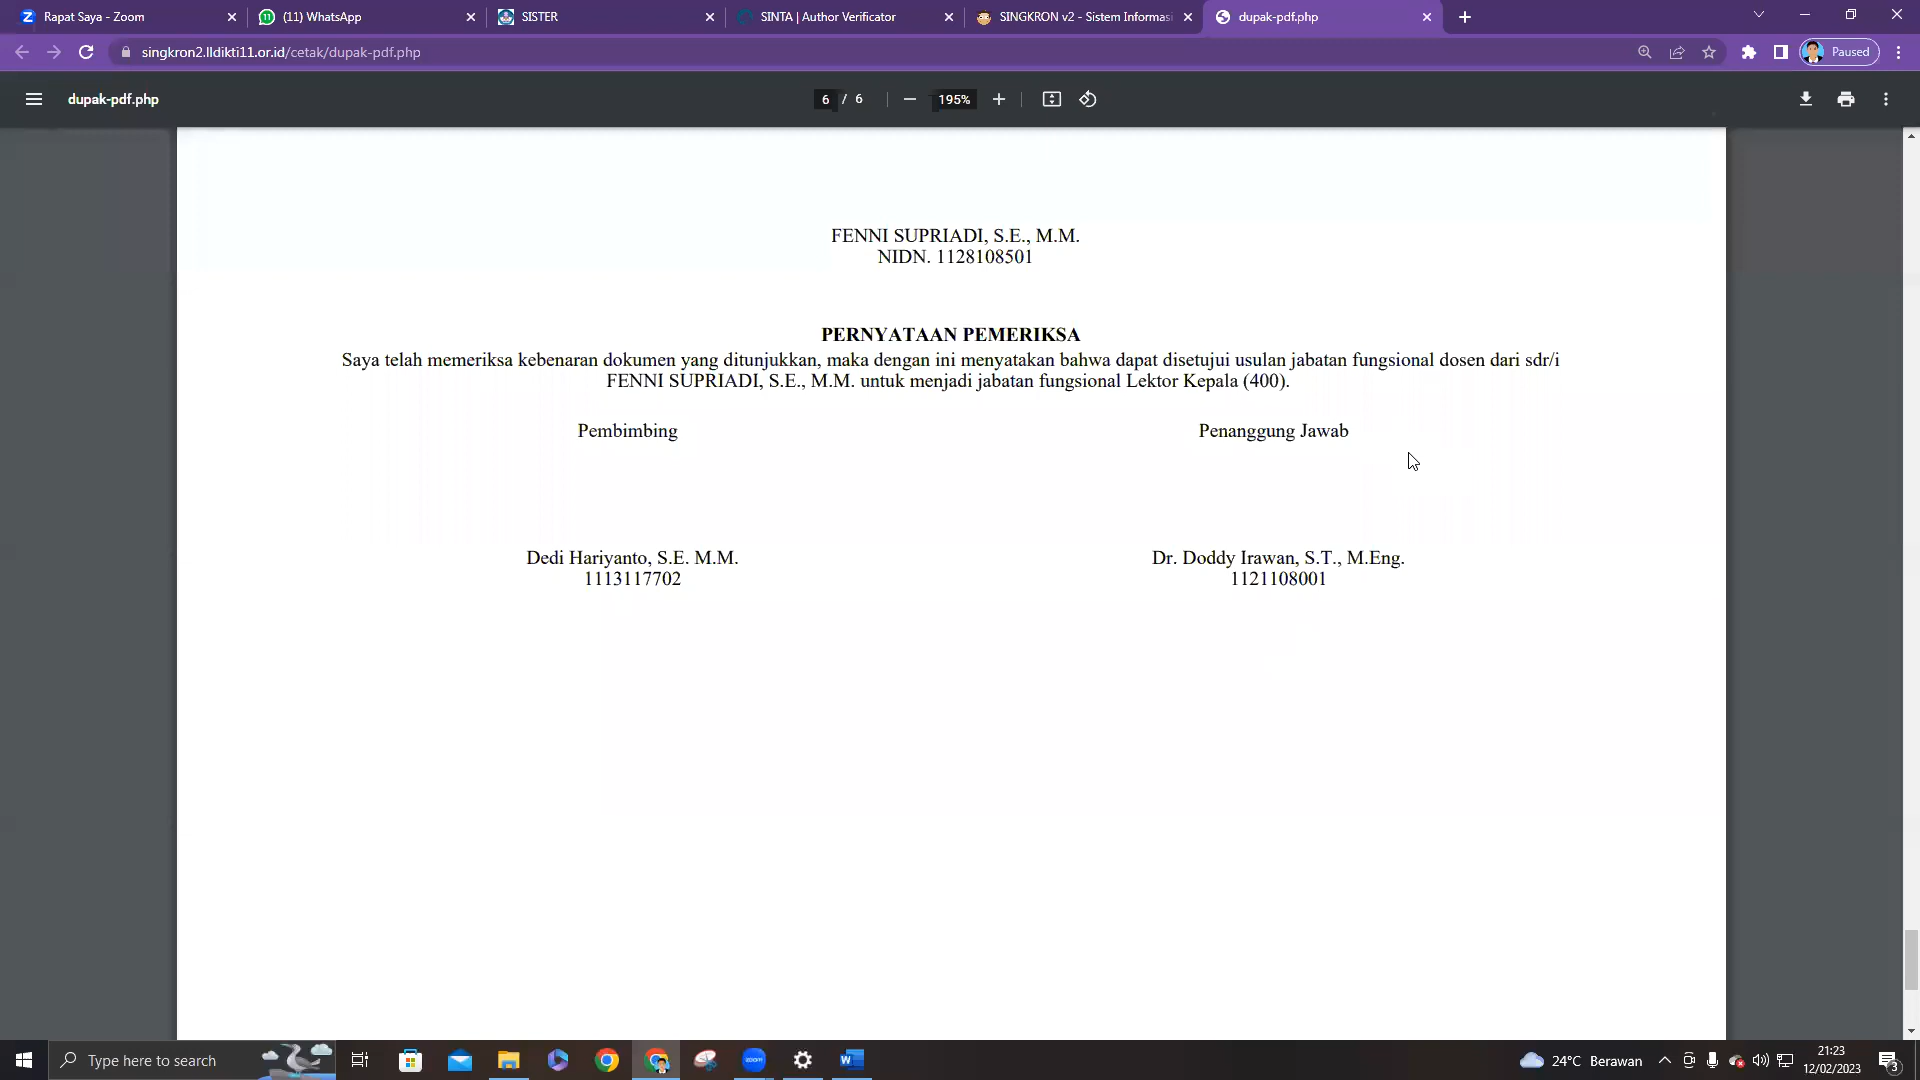 Rapat Saya - Zoom
(11) WhatsApp
SISTER
SINTA | Author Verificator
SINGKRON v2 - Sistem Informasi
dupak-pdf.php
singkron2.lldikti11.or.id/cetak/dupak-pdf.php
Paused
dupak-pdf.php
6 / 6
195%
FENNI SUPRIADI, S.E., M.M.
NIDN. 1128108501
PERNYATAAN PEMERIKSA
Saya telah memeriksa kebenaran dokumen yang ditunjukkan, maka dengan ini menyatakan bahwa dapat disetujui usulan jabatan fungsional dosen dari sdr/i
FENNI SUPRIADI, S.E., M.M. untuk menjadi jabatan fungsional Lektor Kepala (400).
Pembimbing
Penanggung Jawab
Dedi Hariyanto, S.E. M.M.
1113117702
Dr. Doddy Irawan, S.T., M.Eng.
1121108001
Type here to search
zoom
24°C Berawan
21:23
12/02/2023
3